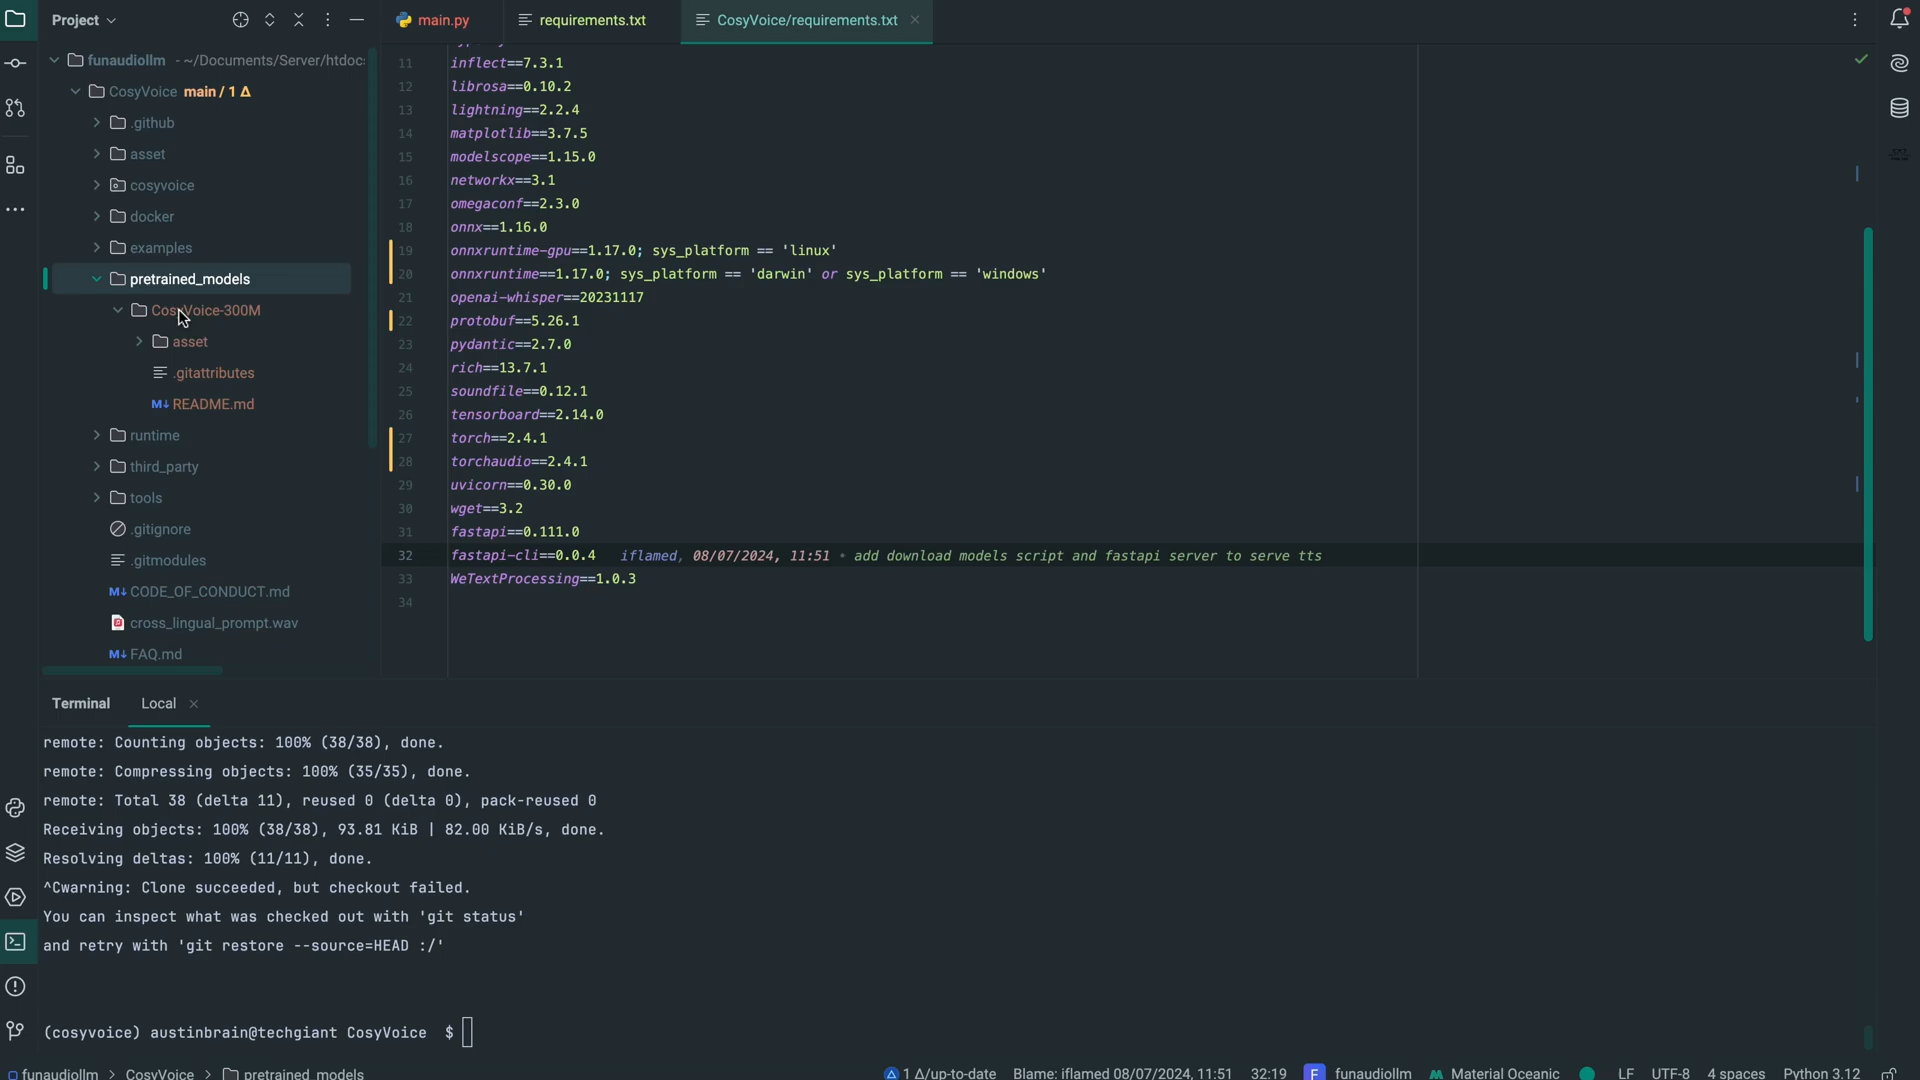 Project
main.py
requirements.txt
CosyVoice/requirements.txt
funaudiollm - ~/Documents/Server/htdoc
CosyVoice main / 1 Δ
.github
asset
cosyvoice
docker
examples
pretrained_models
CosyVoice-300M
asset
.gitattributes
M↓ README.md
runtime
third_party
tools
.gitignore
.gitmodules
M↓ CODE_OF_CONDUCT.md
cross_lingual_prompt.wav
M↓ FAQ.md
11 inflect==7.3.1
12 librosa==0.10.2
13 lightning==2.2.4
14 matplotlib==3.7.5
15 modelscope==1.15.0
16 networkx==3.1
17 omegaconf==2.3.0
18 onnx==1.16.0
19 onnxruntime-gpu==1.17.0; sys_platform == 'linux'
20 onnxruntime==1.17.0; sys_platform == 'darwin' or sys_platform == 'windows'
21 openai-whisper==20231117
22 protobuf==5.26.1
23 pydantic==2.7.0
24 rich==13.7.1
25 soundfile==0.12.1
26 tensorboard==2.14.0
27 torch==2.4.1
28 torchaudio==2.4.1
29 uvicorn==0.30.0
30 wget==3.2
31 fastapi==0.111.0
32 fastapi-cli==0.0.4 iflamed, 08/07/2024, 11:51 • add download models script and fastapi server to serve tts
33 WeTextProcessing==1.0.3
34
Terminal Local
remote: Counting objects: 100% (38/38), done.
remote: Compressing objects: 100% (35/35), done.
remote: Total 38 (delta 11), reused 0 (delta 0), pack-reused 0
Receiving objects: 100% (38/38), 93.81 KiB | 82.00 KiB/s, done.
Resolving deltas: 100% (11/11), done.
^Cwarning: Clone succeeded, but checkout failed.
You can inspect what was checked out with 'git status'
and retry with 'git restore --source=HEAD :/'
(cosyvoice) austinbrain@techgiant CosyVoice $
funaudiollm > CosyVoice > pretrained_models
1 Δ/up-to-date Blame: iflamed 08/07/2024, 11:51 32:19 F funaudiollm Material Oceanic LF UTF-8 4 spaces Python 3.12